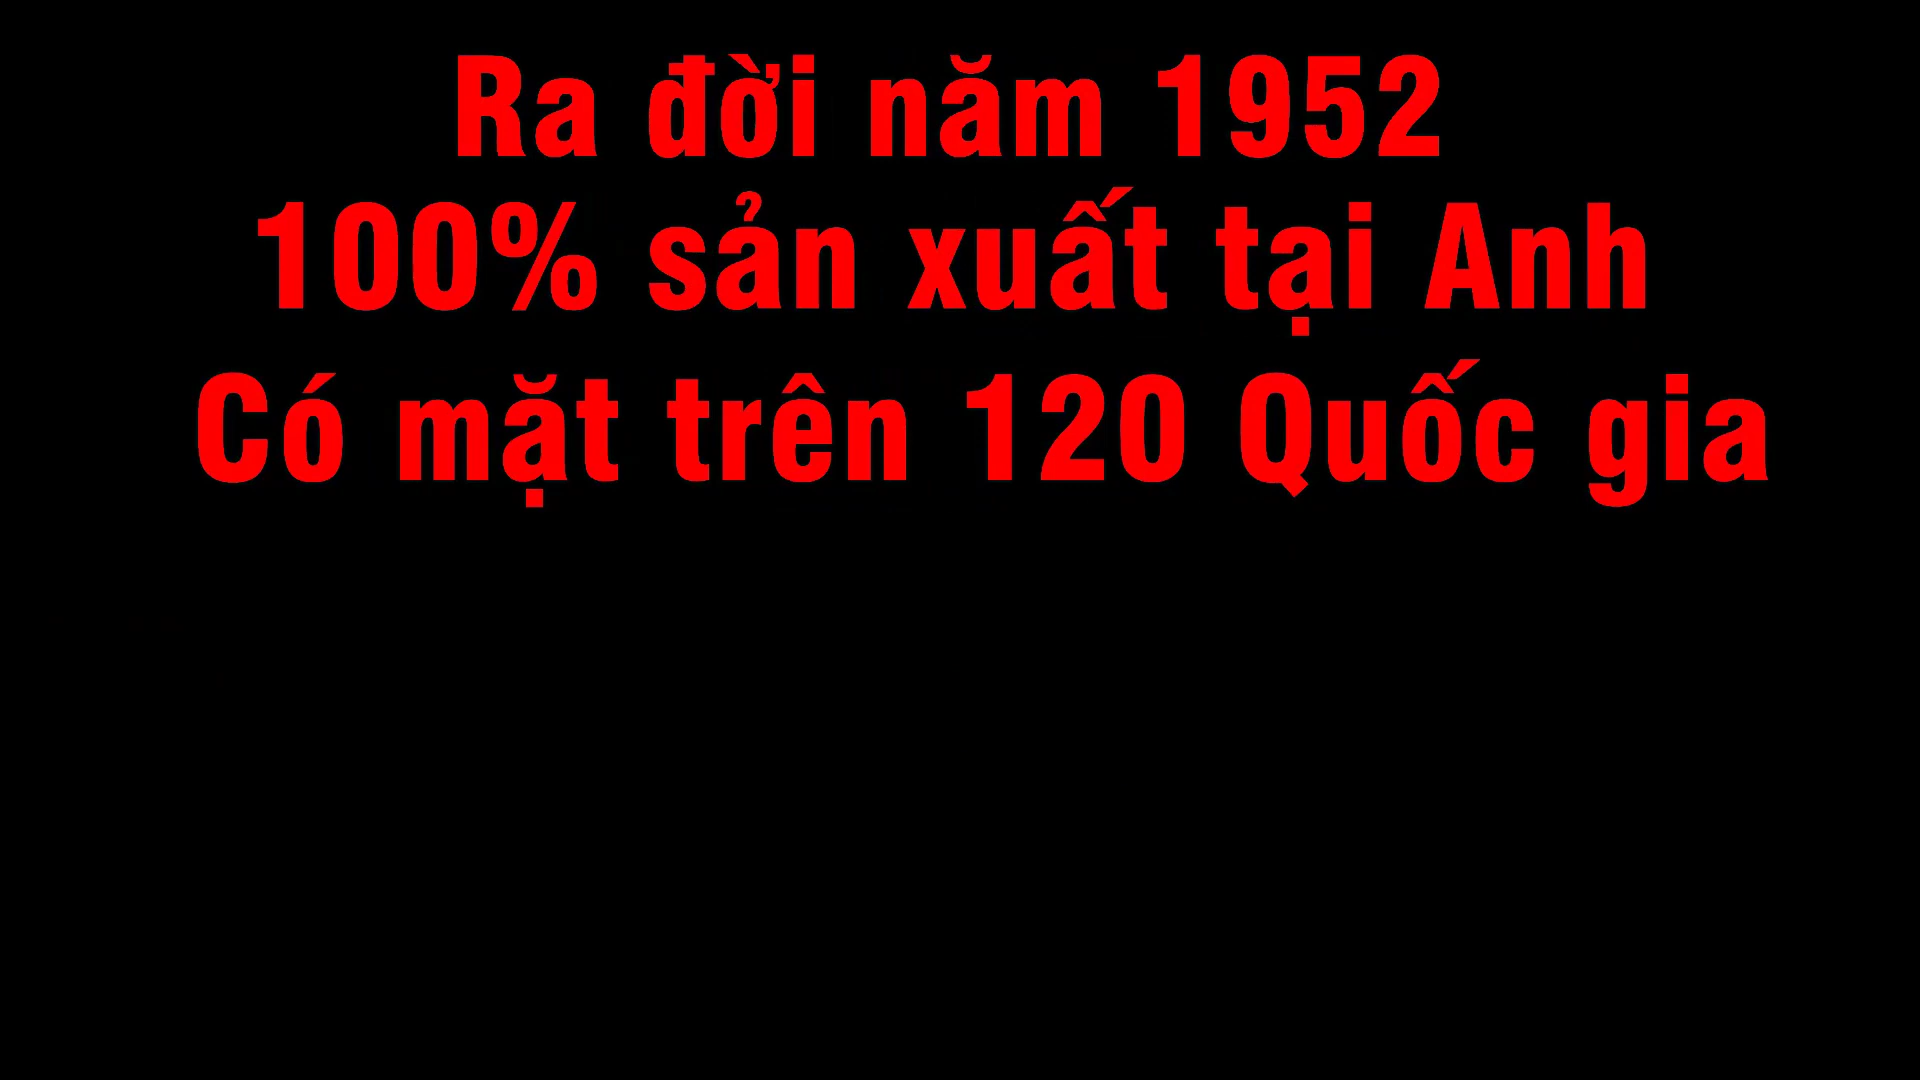 Ra đời năm 1952
100% sản xuất tại Anh
Có mặt trên 120 Quốc gia